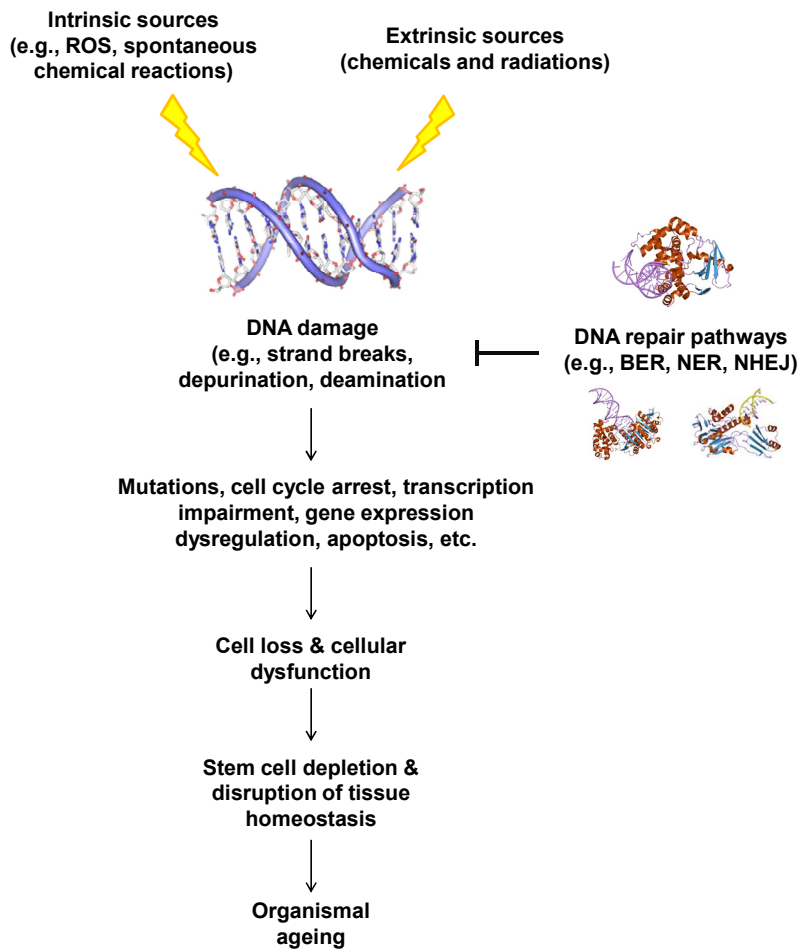 Intrinsic sources
(e.g., ROS, spontaneous
chemical reactions)
Extrinsic sources
(chemicals and radiations)
DNA damage
(e.g., strand breaks,
depurination, deamination
DNA repair pathways
(e.g., BER, NER, NHEJ)
Mutations, cell cycle arrest, transcription
impairment, gene expression
dysregulation, apoptosis, etc.
Cell loss & cellular
dysfunction
Stem cell depletion &
disruption of tissue
homeostasis
Organismal
ageing